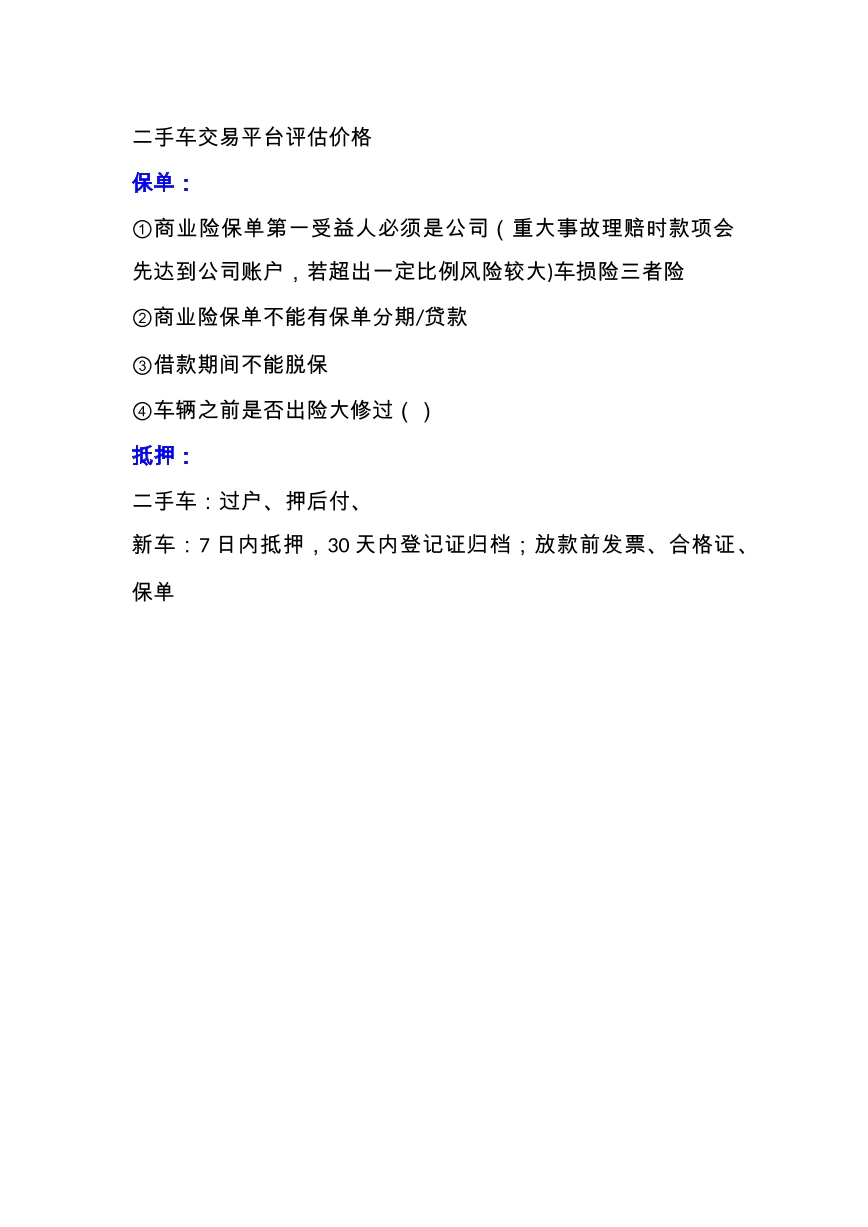 二手车交易平台评估价格
保单：
①商业险保单第一受益人必须是公司（重大事故理赔时款项会
先达到公司账户，若超出一定比例风险较大)车损险三者险
②商业险保单不能有保单分期/贷款
③借款期间不能脱保
④车辆之前是否出险大修过（ ）
抵押：
二手车：过户、押后付、
新车：7 日内抵押，30 天内登记证归档；放款前发票、合格证、
保单